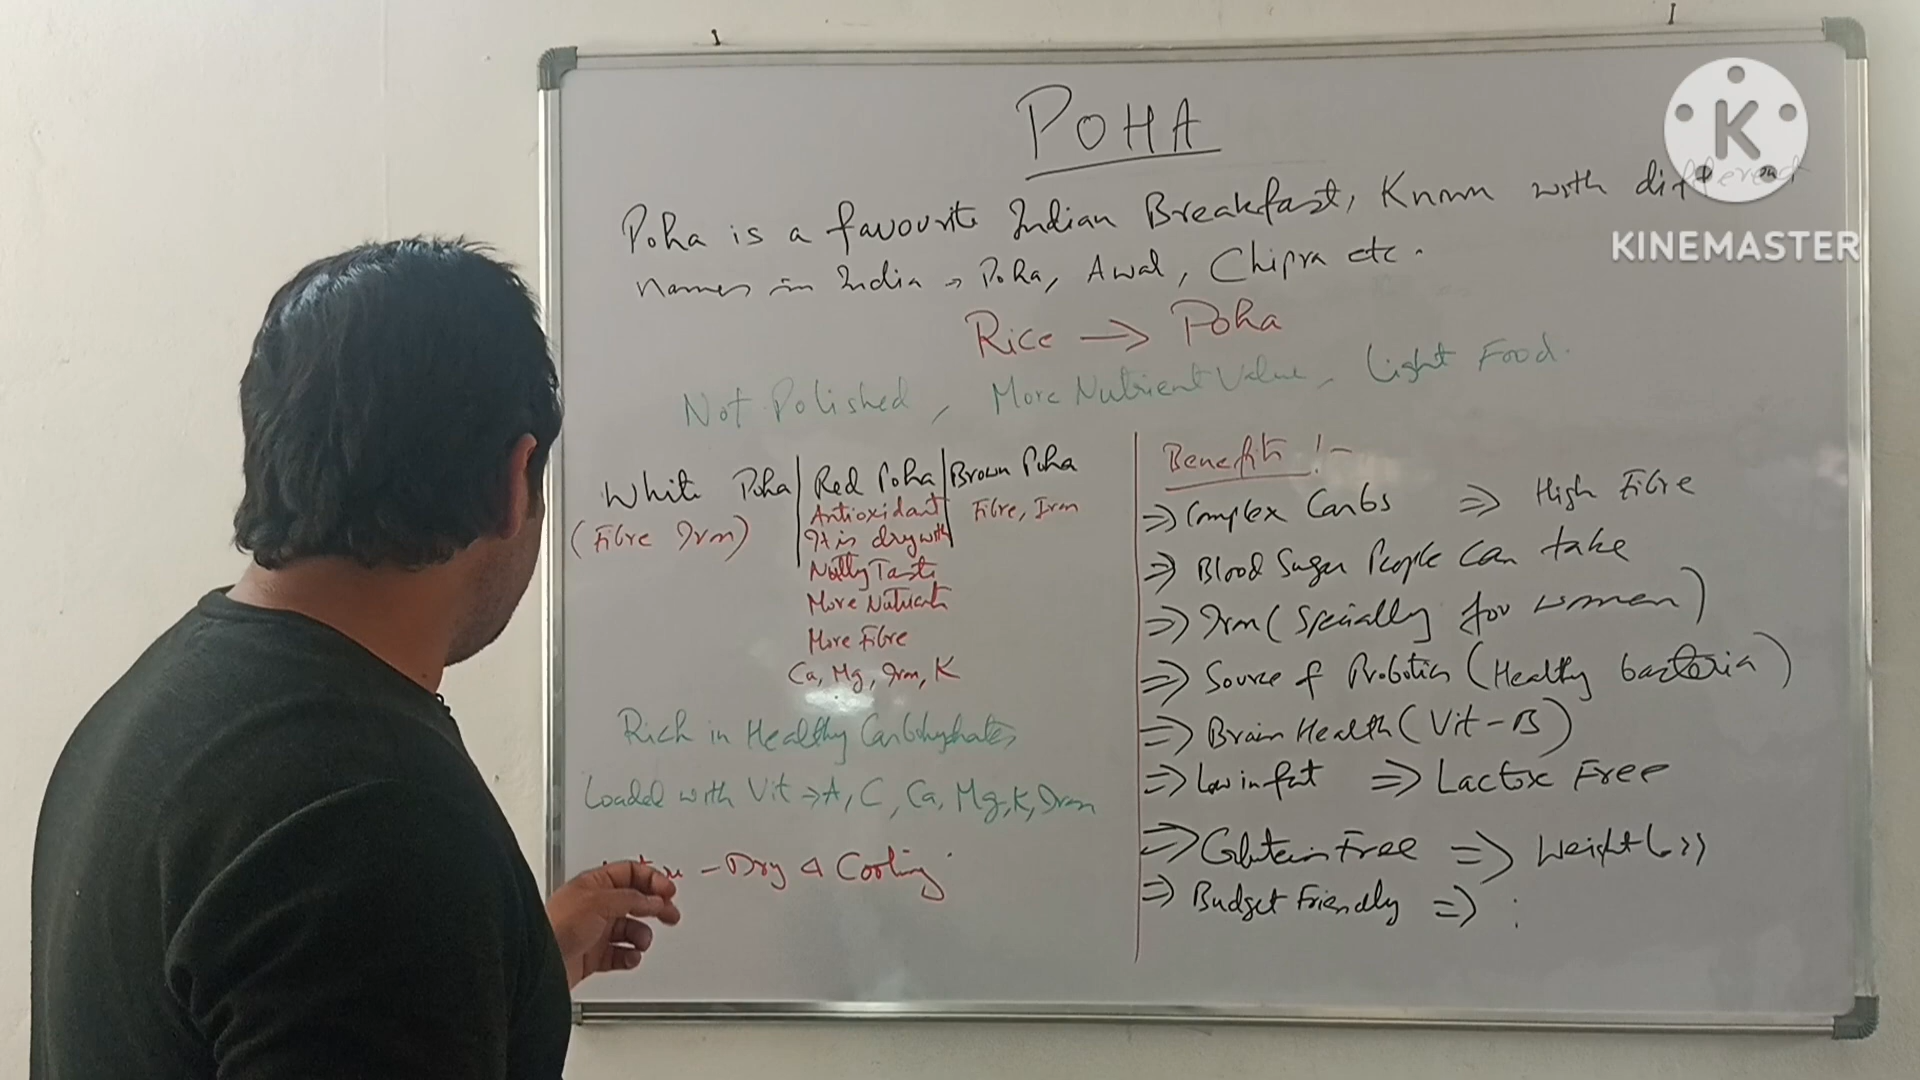 POHA
Poha is a favourite Indian Breakfast, Known with different
names in India → Poha, Awal, Chipra etc.
Rice → Poha
Not Polished, More Nutrient Value, Light Food.
White Poha | Red Poha | Brown Poha
(Fibre Iron)
Antioxidant
It is dry with
Nutty Taste
More Nutrients
More Fibre
Ca, Mg, Iron, K
Fibre, Iron
Rich in Healthy Carbohydrates
Loaded with Vit → A, C, Ca, Mg, K, Iron
- Dry & Cooling
Benefits :-
⇒ Complex Carbs ⇒ High Fibre
⇒ Blood Sugar People Can take
⇒ Iron (Specially for women)
⇒ Source of Probotics (Healthy bacteria)
⇒ Brain Health (Vit-B)
⇒ Low in fat ⇒ Lactose Free
⇒ Glutein Free ⇒ Weight Loss
⇒ Budget Friendly ⇒ :
K
KINEMASTER